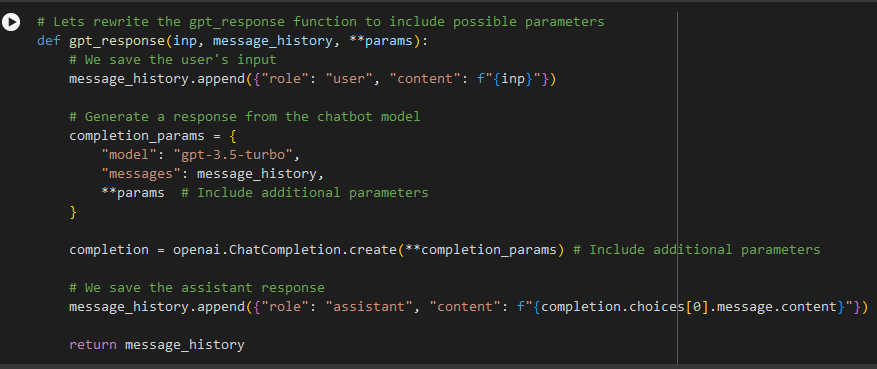 # Lets rewrite the gpt_response function to include possible parameters
def gpt_response(inp, message_history, **params):
    # We save the user's input
    message_history.append({"role": "user", "content": f"{inp}"})

    # Generate a response from the chatbot model
    completion_params = {
        "model": "gpt-3.5-turbo",
        "messages": message_history,
        **params  # Include additional parameters
    }

    completion = openai.ChatCompletion.create(**completion_params) # Include additional parameters

    # We save the assistant response
    message_history.append({"role": "assistant", "content": f"{completion.choices[0].message.content}"})

    return message_history